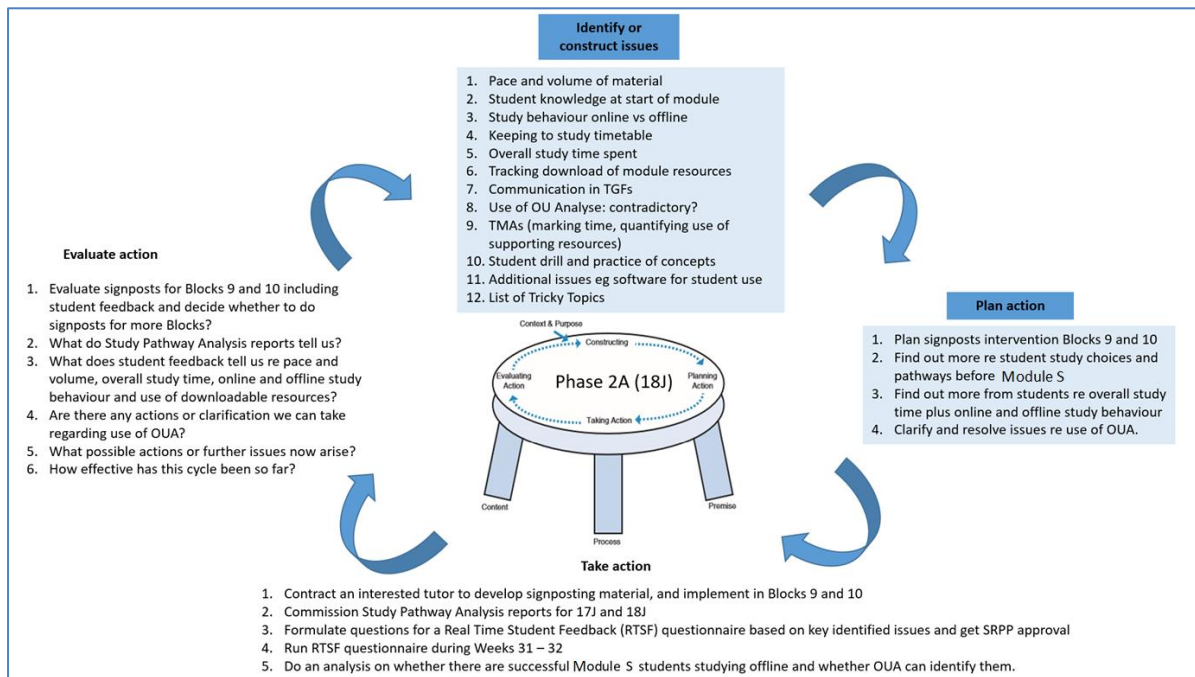 Identify or
construct issues
1. Pace and volume of material
2. Student knowledge at start of module
3. Study behaviour online vs offline
4. Keeping to study timetable
5. Overall study time spent
6. Tracking download of module resources
7. Communication in TGFs
8. Use of OU Analyse: contradictory?
9. TMAs (marking time, quantifying use of
supporting resources)
10. Student drill and practice of concepts
11. Additional issues eg software for student use
12. List of Tricky Topics
Plan action
1. Plan signposts intervention Blocks 9 and 10
2. Find out more re student study choices and
pathways before Module S
3. Find out more from students re overall study
time plus online and offline study behaviour
4. Clarify and resolve issues re use of OUA.
Evaluate action
1. Evaluate signposts for Blocks 9 and 10 including
student feedback and decide whether to do
signposts for more Blocks?
2. What do Study Pathway Analysis reports tell us?
3. What does student feedback tell us re pace and
volume, overall study time, online and offline study
behaviour and use of downloadable resources?
4. Are there any actions or clarification we can take
regarding use of OUA?
5. What possible actions or further issues now arise?
6. How effective has this cycle been so far?
Context & Purpose
Constructing
Evaluating
Action
Phase 2A (18J)
Planning
Action
Taking Action
Content
Process
Premise
Take action
1. Contract an interested tutor to develop signposting material, and implement in Blocks 9 and 10
2. Commission Study Pathway Analysis reports for 17J and 18J
3. Formulate questions for a Real Time Student Feedback (RTSF) questionnaire based on key identified issues and get SRPP approval
4. Run RTSF questionnaire during Weeks 31 – 32
5. Do an analysis on whether there are successful Module S students studying offline and whether OUA can identify them.